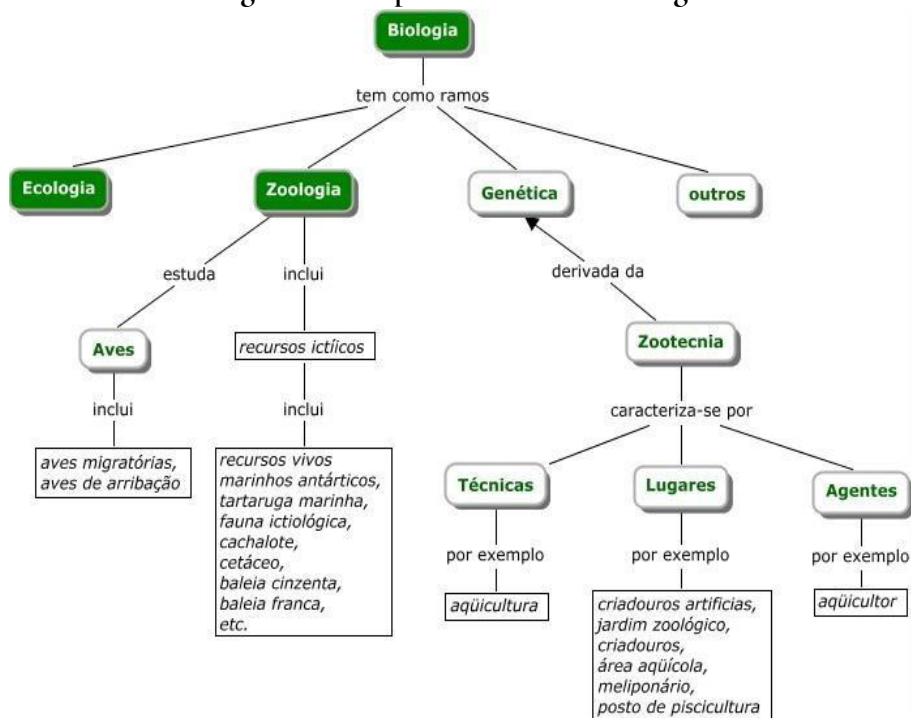 Biologia
tem como ramos
Ecologia
Zoologia
Genética
outros
estuda
inclui
derivada da
Aves
recursos ictíicos
Zootecnia
inclui
inclui
caracteriza-se por
aves migratórias,
aves de arribação
recursos vivos
marinhos antárticos,
tartaruga marinha,
fauna ictiológica,
cachalote,
cetáceo,
baleia cinzenta,
baleia franca,
etc.
Técnicas
Lugares
Agentes
por exemplo
por exemplo
por exemplo
aqüicultura
criadouros artificias,
jardim zoológico,
criadouros,
área aqüícola,
meliponário,
posto de piscicultura
aqüicultor